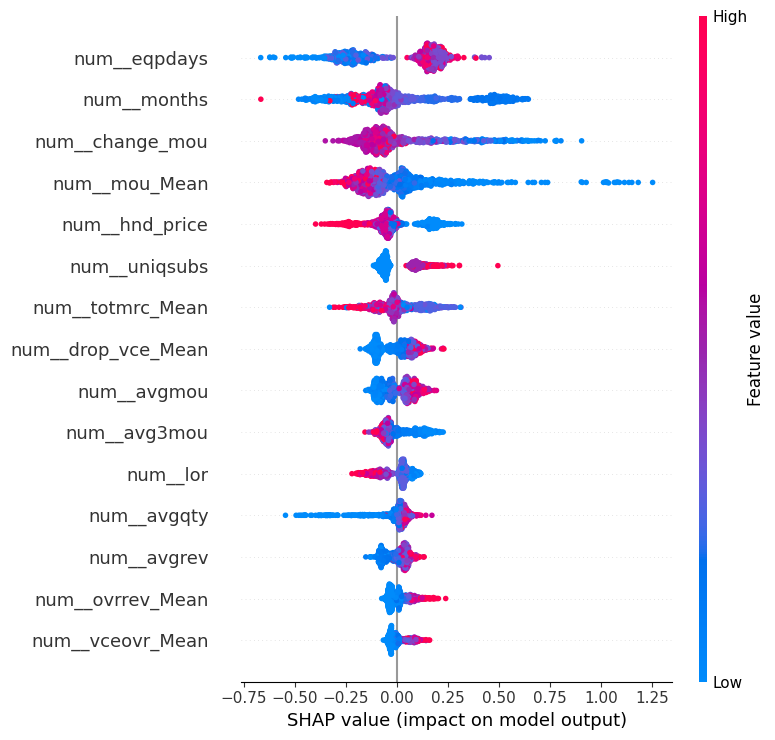 High
num__eqpdays
num__months
num__change_mou
num__mou_Mean
num__hnd_price
num__uniqsubs
num__totmrc_Mean
num__drop_vce_Mean
num__avgmou
num__avg3mou
num__lor
num__avgqty
num__avgrev
num__ovrrev_Mean
num__vceovr_Mean
Feature value
Low
−0.75 −0.50 −0.25 0.00 0.25 0.50 0.75 1.00 1.25
SHAP value (impact on model output)